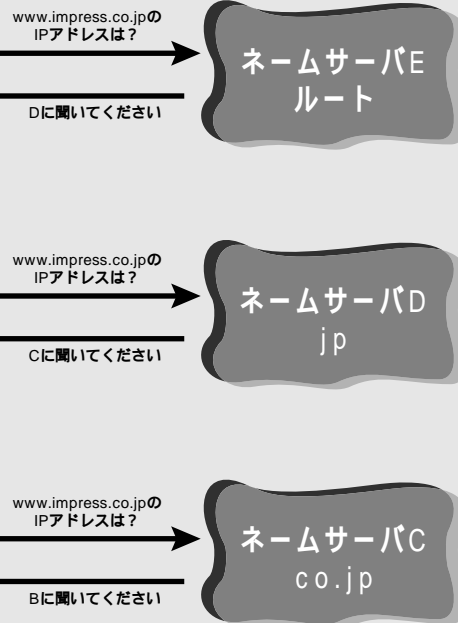 www.impress.co.jpの
IPアドレスは？
ネームサーバE
ルート
Dに聞いてください
www.impress.co.jpの
IPアドレスは？
ネームサーバD
jp
Cに聞いてください
www.impress.co.jpの
IPアドレスは？
ネームサーバC
co.jp
Bに聞いてください